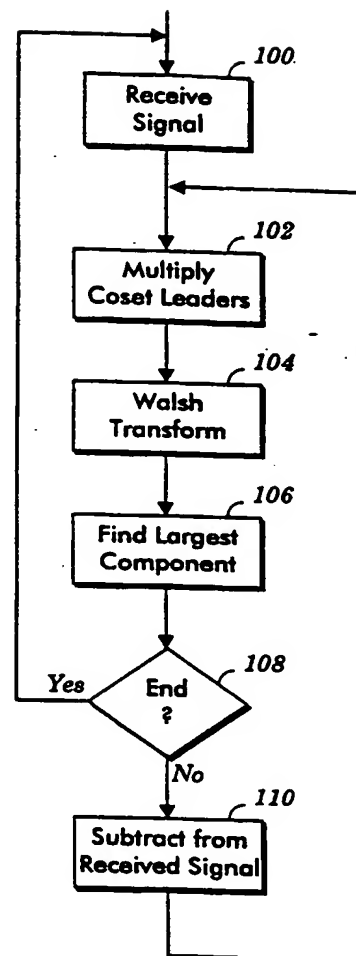 100
Receive
Signal
102
Multiply
Coset Leaders
104
Walsh
Transform
106
Find Largest
Component
108
End
?
Yes
No
110
Subtract from
Received Signal